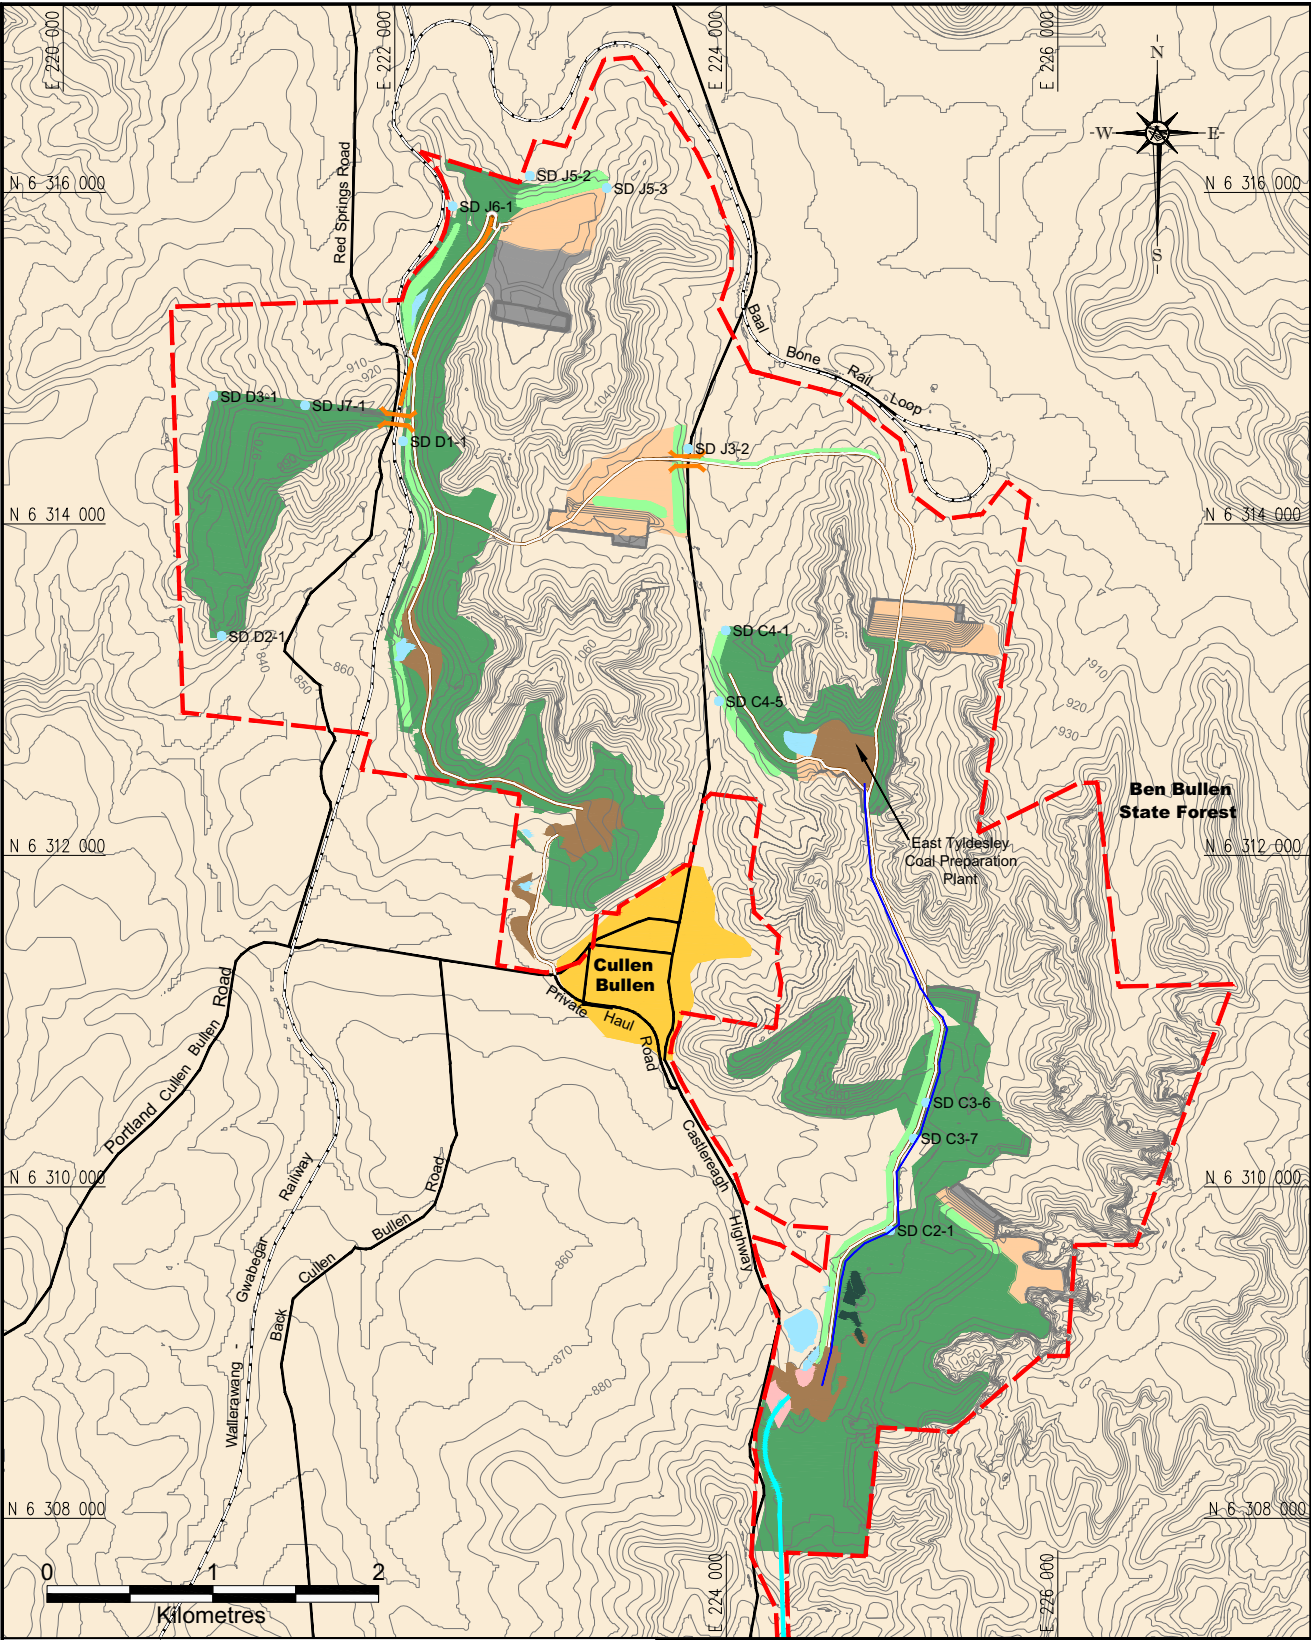 E 220 000
E 222 000
E 224 000
E 226 000
N
W
E
S
N 6 316 000
N 6 316 000
Red Springs Road
SD J5-2
SD J5-3
SD J6-1
Baal
Bone
Rail
Loop
910
920
1040
SD D3-1
SD J7-1
SD D1-1
SD J3-2
870
N 6 314 000
N 6 314 000
SD D2-1
840
850
860
1060
1040
SD C4-1
SD C4-5
910
920
930
Ben Bullen
State Forest
East Tyldesley
Coal Preparation
Plant
N 6 312 000
N 6 312 000
1040
Cullen
Bullen
Private
Haul
Road
Portland Cullen Bullen Road
SD C3-6
SD C3-7
Castlereagh
Highway
N 6 310 000
N 6 310 000
SD C2-1
Wallerawang - Gwabegar Railway
Back Cullen Bullen Road
860
870
880
N 6 308 000
N 6 308 000
0
1
2
Kilometres
E 224 000
E 226 000